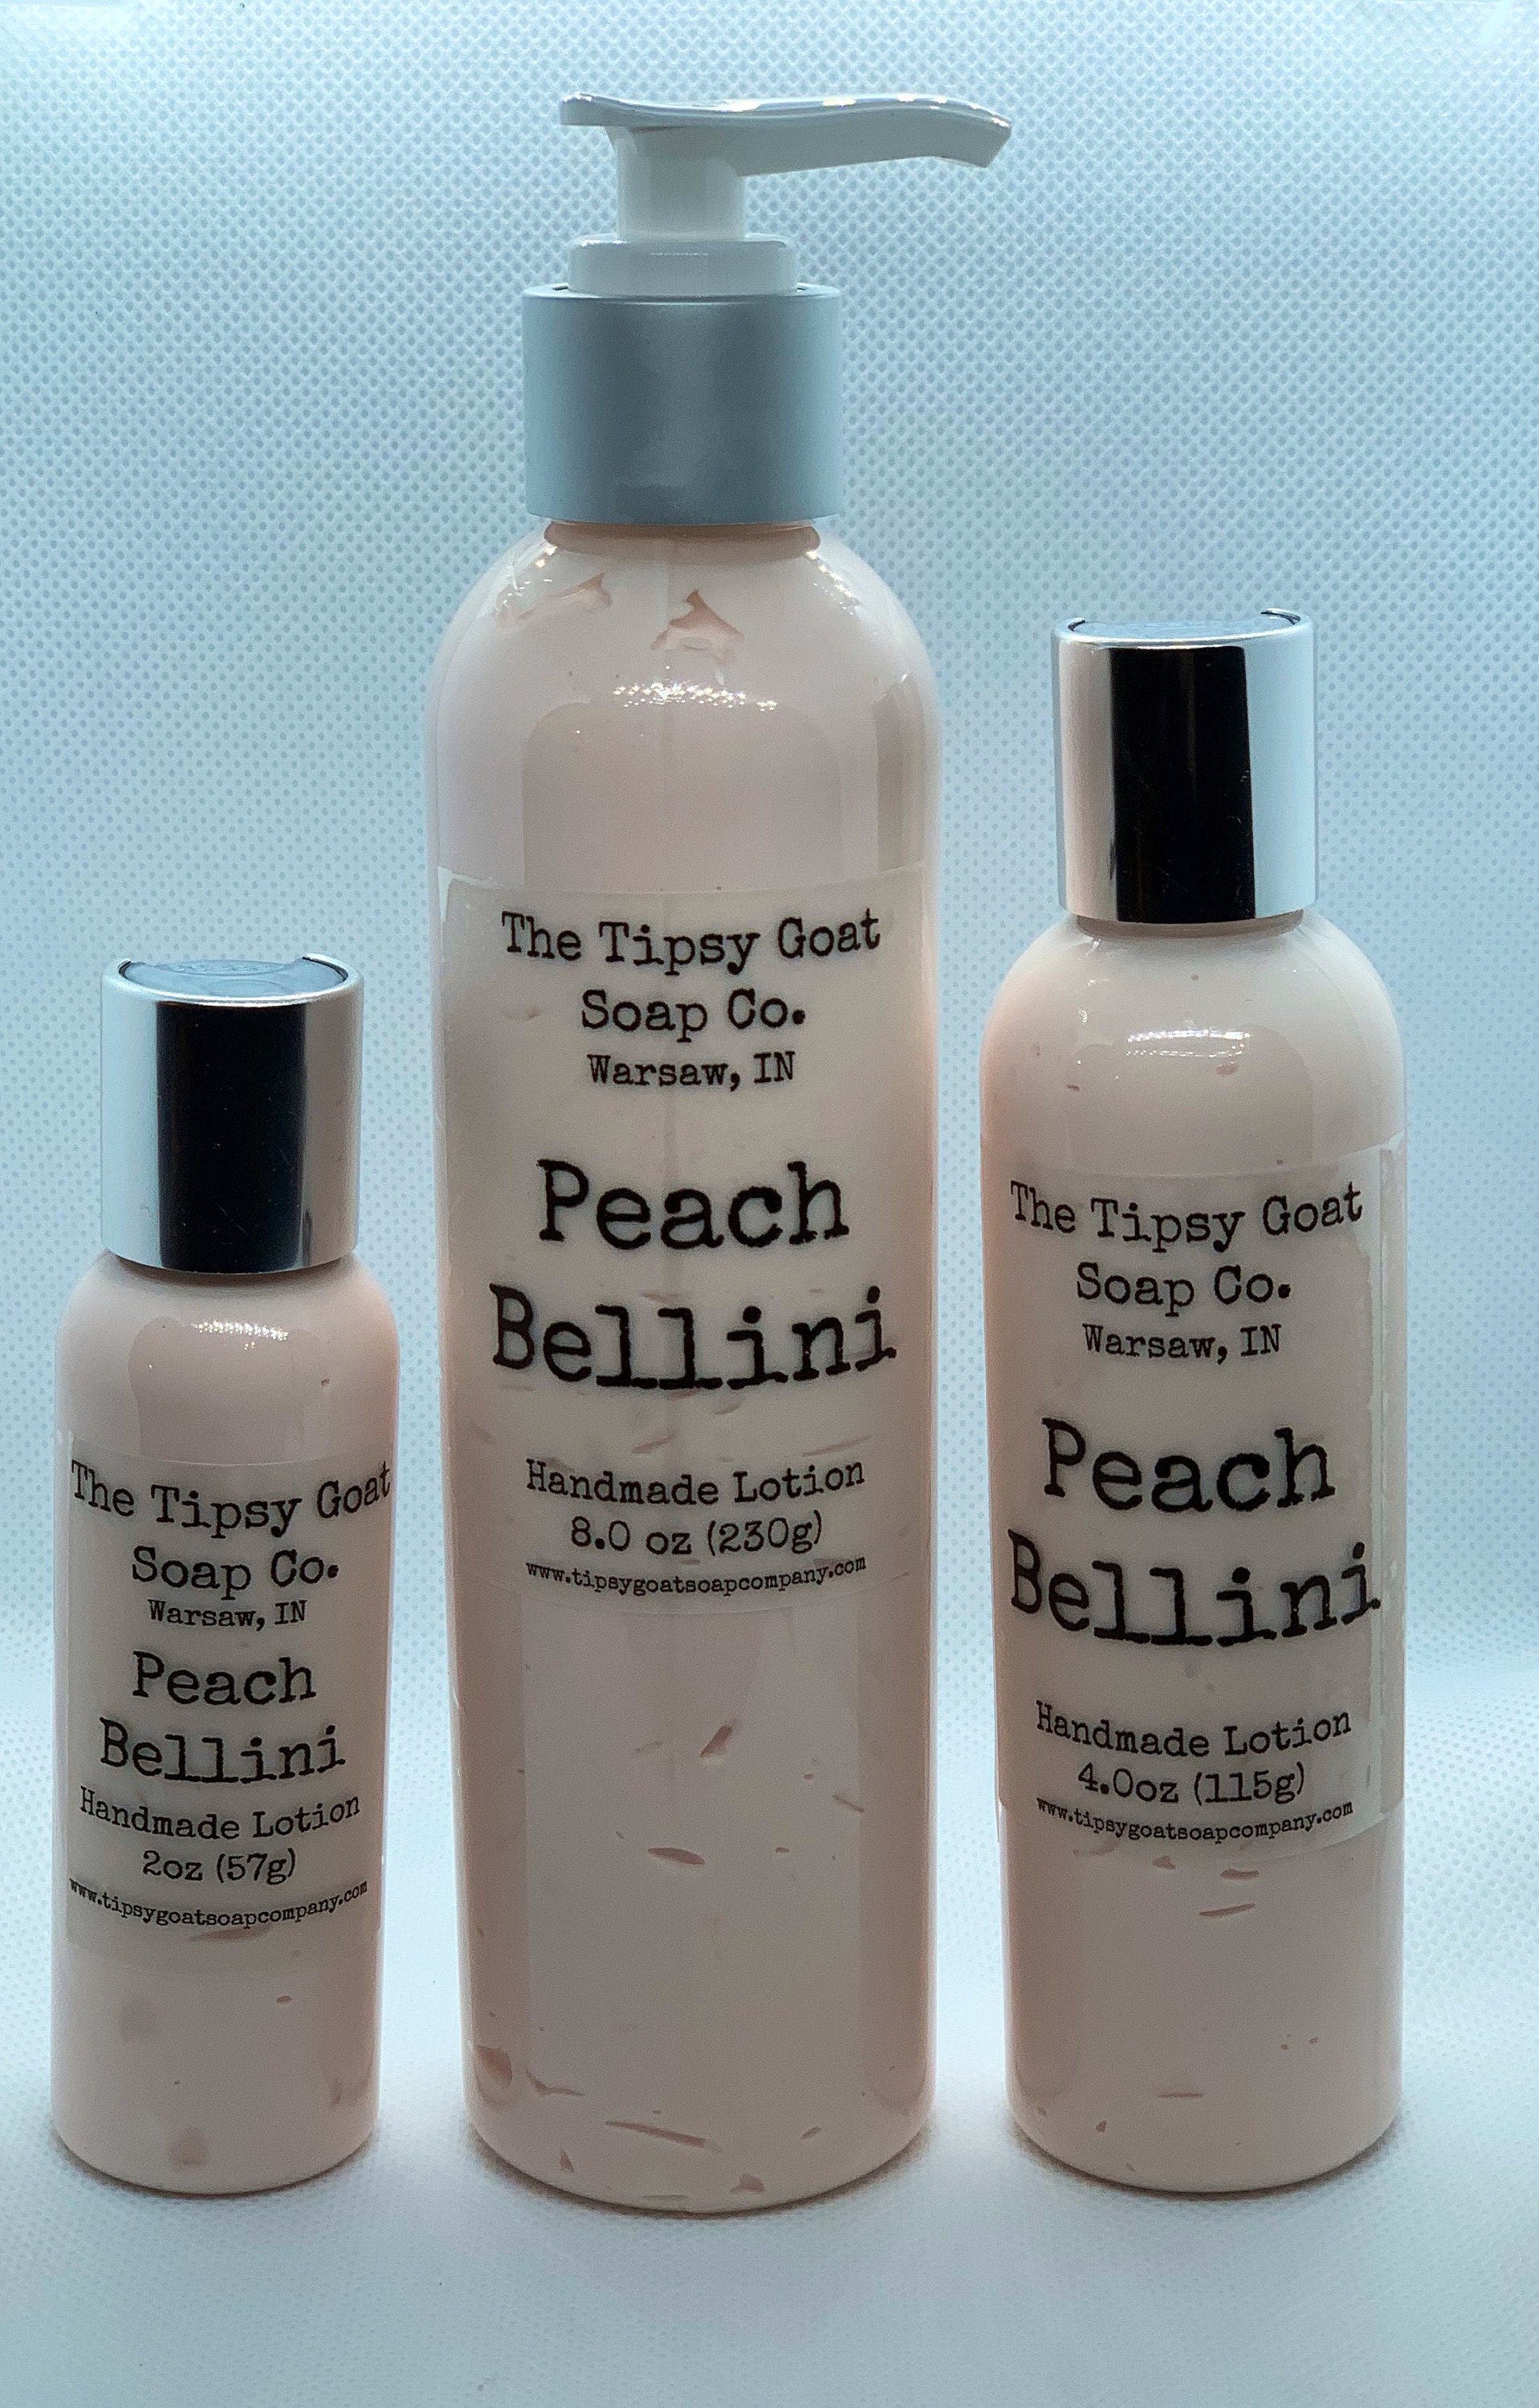 The Tipsy Goat
Soap Co.
Warsaw, IN
Peach
Bellini
Handmade Lotion
2oz (57g)
www.tipsygoatsoapcompany.com
The Tipsy Goat
Soap Co.
Warsaw, IN
Peach
Bellini
Handmade Lotion
8.0 oz (230g)
www.tipsygoatsoapcompany.com
The Tipsy Goat
Soap Co.
Warsaw, IN
Peach
Bellini
Handmade Lotion
4.0oz (115g)
www.tipsygoatsoapcompany.com